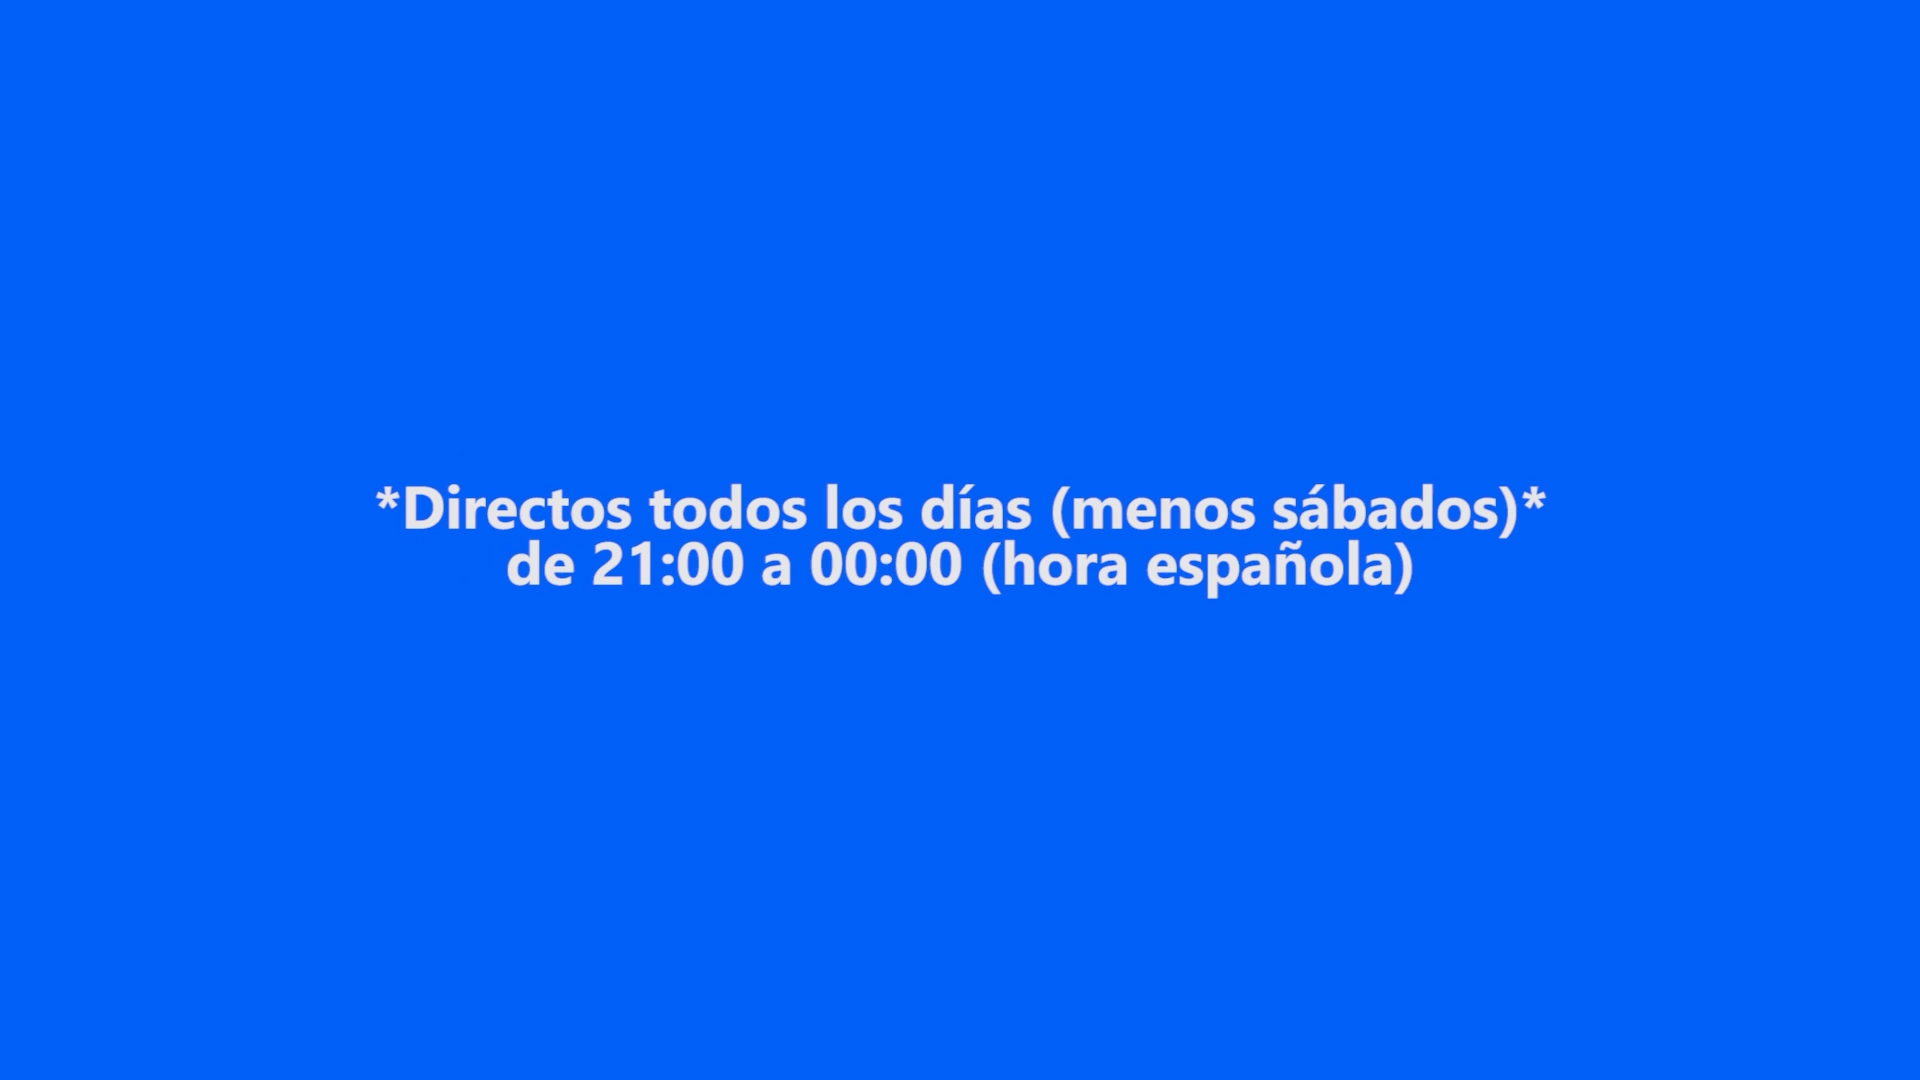 *Directos todos los días (menos sábados)*
de 21:00 a 00:00 (hora española)